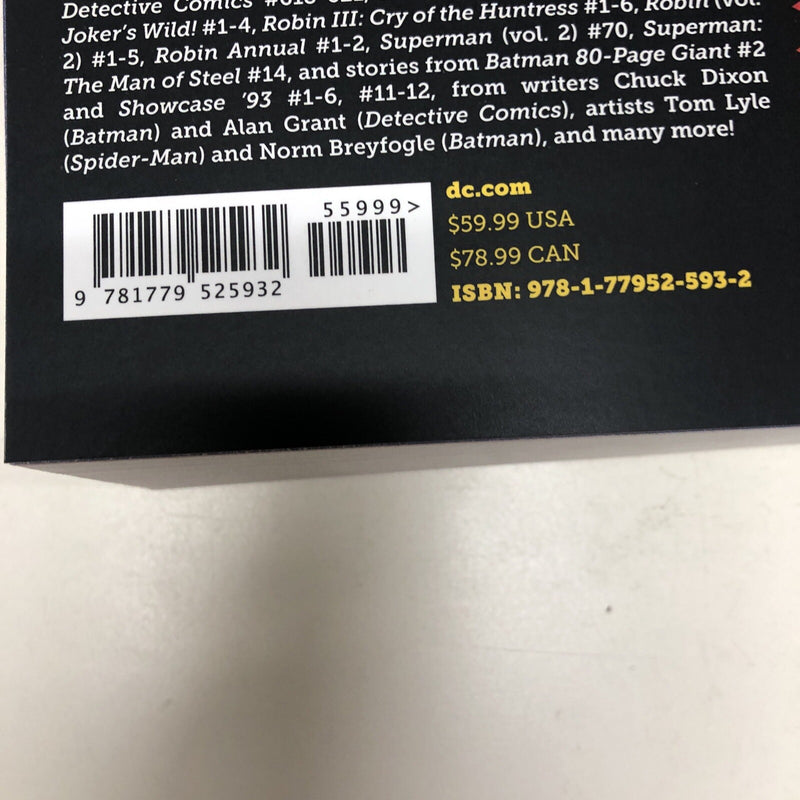 Detective Comics
Joker's Wild! #1-4, Robin III: Cry of the Huntress #1-6, Robin (vol.
2) #1-5, Robin Annual #1-2, Superman (vol. 2) #70, Superman:
The Man of Steel #14, and stories from Batman 80-Page Giant #2
and Showcase '93 #1-6, #11-12, from writers Chuck Dixon
(Batman) and Alan Grant (Detective Comics), artists Tom Lyle
(Spider-Man) and Norm Breyfogle (Batman), and many more!
55999>
9 781779 525932
dc.com
$59.99 USA
$78.99 CAN
ISBN: 978-1-77952-593-2